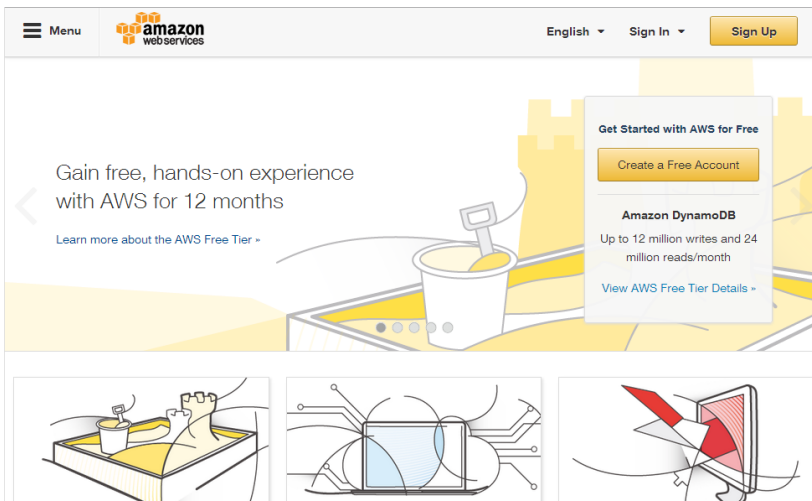 Menu
amazon
web services
English
Sign In
Sign Up
Gain free, hands-on experience
with AWS for 12 months
Learn more about the AWS Free Tier »
Get Started with AWS for Free
Create a Free Account
Amazon DynamoDB
Up to 12 million writes and 24
million reads/month
View AWS Free Tier Details »